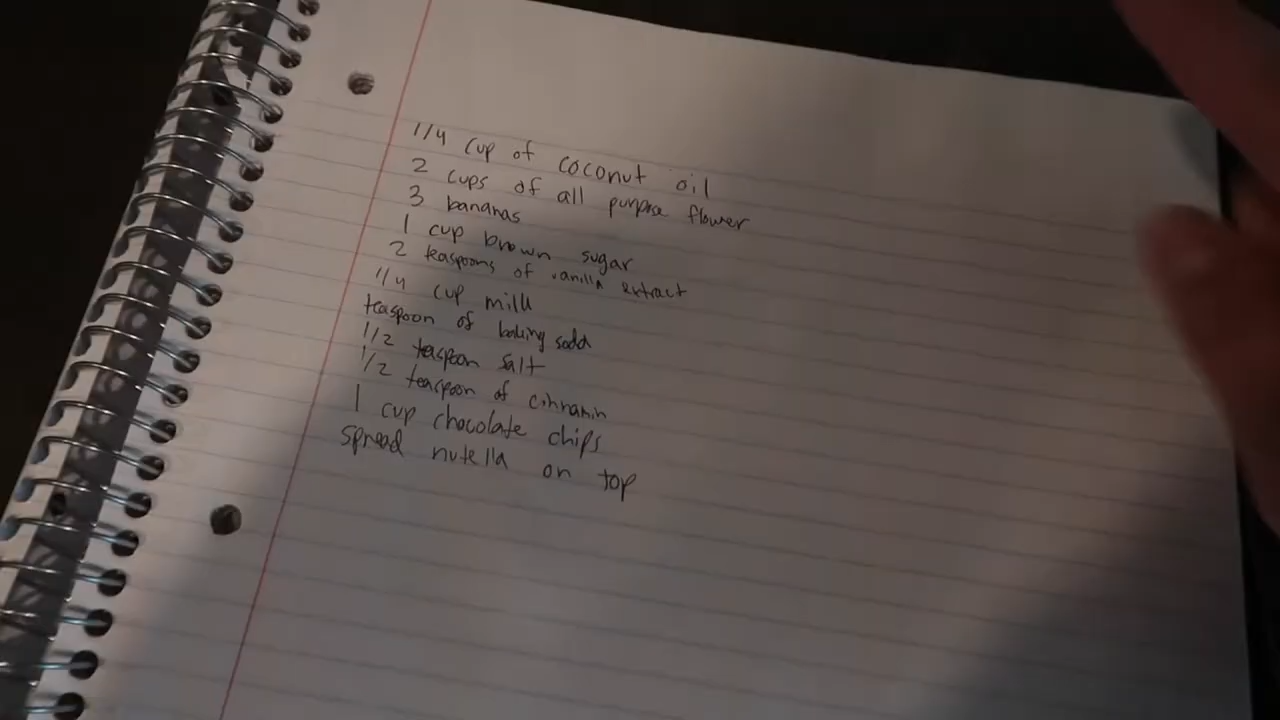 1/4 cup of coconut oil
2 cups of all purpose flower
3 bananas
1 cup brown sugar
2 teaspoons of vanilla extract
1/4 cup milk
teaspoon of baking soda
1/2 teaspoon salt
1/2 teaspoon of cinnamin
1 cup chocolate chips
spread nutella on top